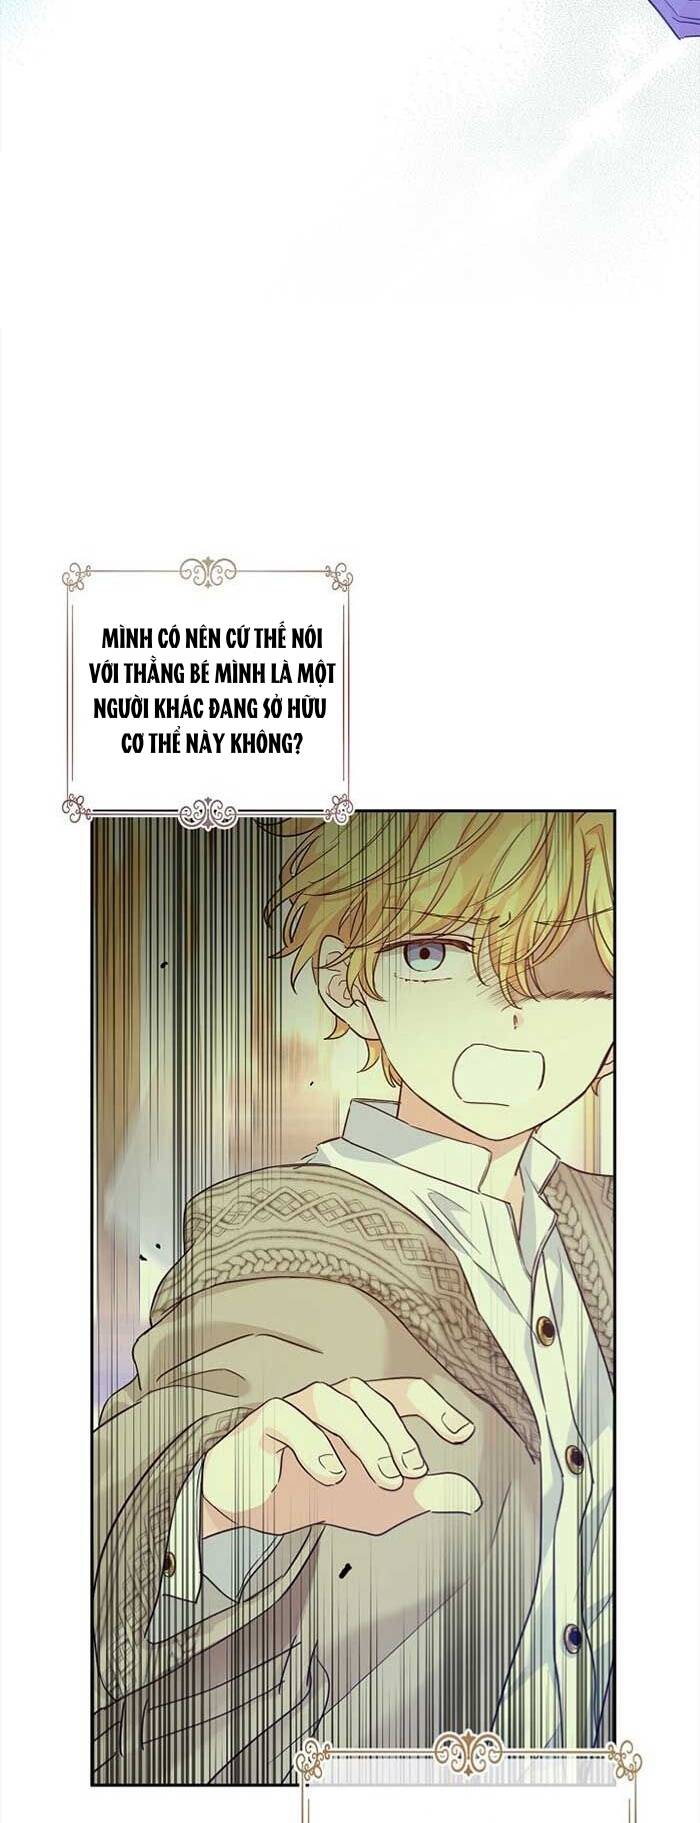 MÌNH CÓ NÊN CỨ THẾ NÓI
VỚI THẰNG BÉ MÌNH LÀ MỘT
NGƯỜI KHÁC ĐANG SỞ HỮU
CƠ THỂ NÀY KHÔNG?